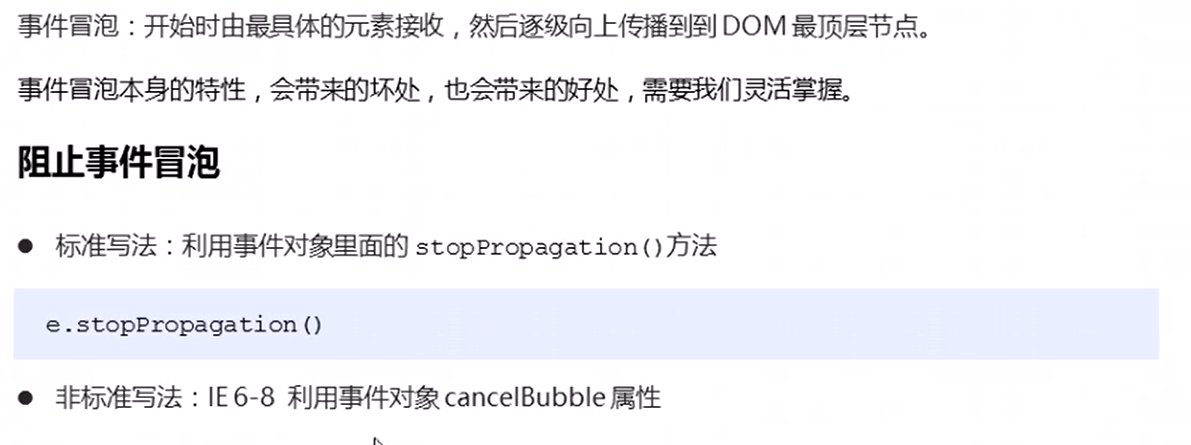 事件冒泡：开始时由最具体的元素接收，然后逐级向上传播到到 DOM 最顶层节点。
事件冒泡本身的特性，会带来的坏处，也会带来的好处，需要我们灵活掌握。
阻止事件冒泡
● 标准写法：利用事件对象里面的 stopPropagation()方法
e.stopPropagation()
● 非标准写法：IE 6-8 利用事件对象 cancelBubble 属性